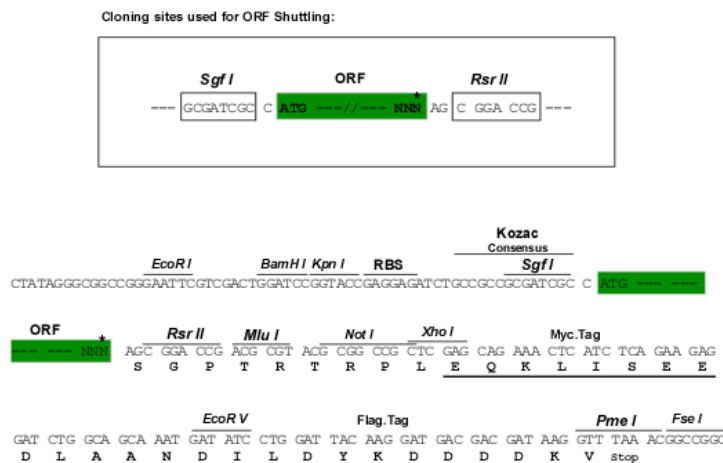 Cloning sites used for ORF Shuttling:
Sgf I ORF Rsr II
--- GCGATCGC C ATG ---//--- NNN* AG C GGA CCG ---
Kozac
Consensus
EcoR I BamH I Kpn I RBS Sgf I
CTATAGGGCGGCCGGGAATTCGTCGACTGGATCCGGTACCGAGGAGATCTGCCGCCGCGATCGC C ATG --- ---
ORF * Rsr II Mlu I Not I Xho I Myc.Tag
--- --- NNN AGC GGA CCG ACG CGT ACG CGG CCG CTC GAG CAG AAA CTC ATC TCA GAA GAG
S G P T R T R P L E Q K L I S E E
EcoR V Flag.Tag Pme I Fse I
GAT CTG GCA GCA AAT GAT ATC CTG GAT TAC AAG GAT GAC GAC GAT AAG GTT TAA ACGGCCGGC
D L A A N D I L D Y K D D D D K V Stop